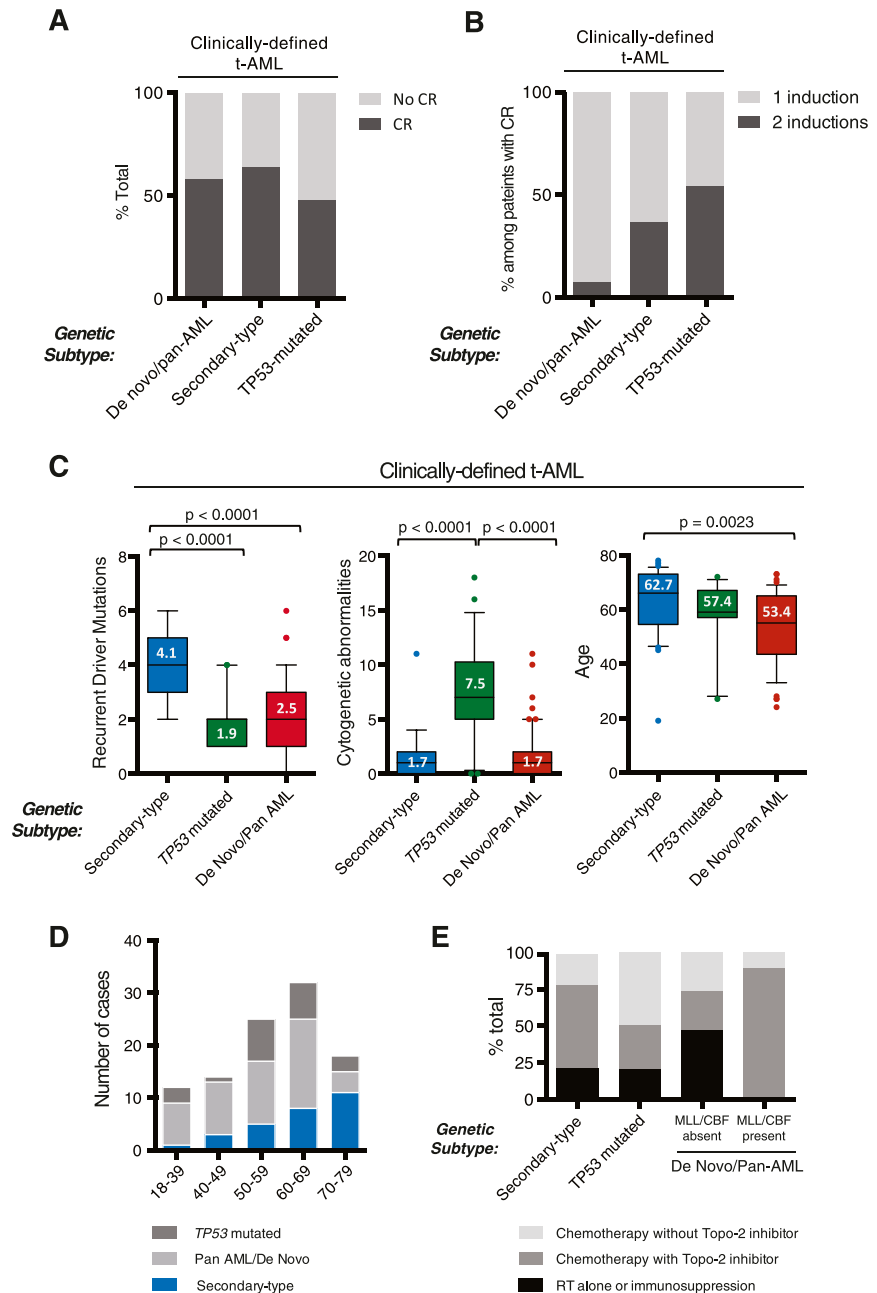 A
Clinically-defined
t-AML
100
50
0
% Total
No CR
CR
Genetic
Subtype:
De novo/pan-AML
Secondary-type
TP53-mutated
B
Clinically-defined
t-AML
100
50
0
% among pateints with CR
1 induction
2 inductions
Genetic
Subtype:
De novo/pan-AML
Secondary-type
TP53-mutated
C
Clinically-defined t-AML
p < 0.0001
p < 0.0001
8
6
4
2
0
Recurrent Driver Mutations
4.1
1.9
2.5
p < 0.0001 p < 0.0001
20
15
10
5
0
Cytogenetic abnormalities
1.7
7.5
1.7
p = 0.0023
80
60
40
20
0
Age
62.7
57.4
53.4
Genetic
Subtype:
Secondary-type
TP53 mutated
De Novo/Pan AML
Secondary-type
TP53 mutated
De Novo/Pan AML
Secondary-type
TP53 mutated
De Novo/Pan AML
D
40
30
20
10
0
Number of cases
18-39
40-49
50-59
60-69
70-79
TP53 mutated
Pan AML/De Novo
Secondary-type
E
100
75
50
25
0
% total
Genetic
Subtype:
Secondary-type
TP53 mutated
MLL/CBF
absent
MLL/CBF
present
De Novo/Pan-AML
Chemotherapy without Topo-2 inhibitor
Chemotherapy with Topo-2 inhibitor
RT alone or immunosuppression